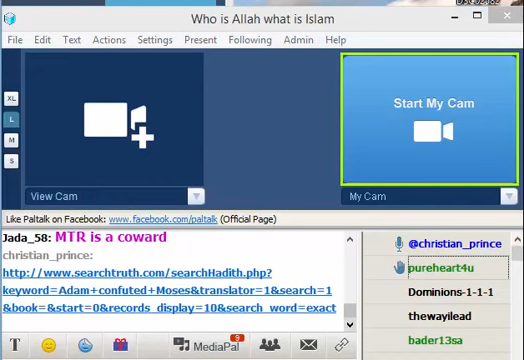 Who is Allah what is Islam
File Edit Text Actions Settings Present Following Admin Help
XL
L
M
S
Start My Cam
View Cam
My Cam
Like Paltalk on Facebook: www.facebook.com/paltalk (Official Page)
Jada_58: MTR is a coward
christian_prince:
http://www.searchtruth.com/searchHadith.php?
keyword=Adam+confuted+Moses&translator=1&search=1
&book=&start=0&records_display=10&search_word=exact
@christian_prince
pureheart4u
Dominions-1-1-1
thewayilead
bader13sa
T
MediaPal
9